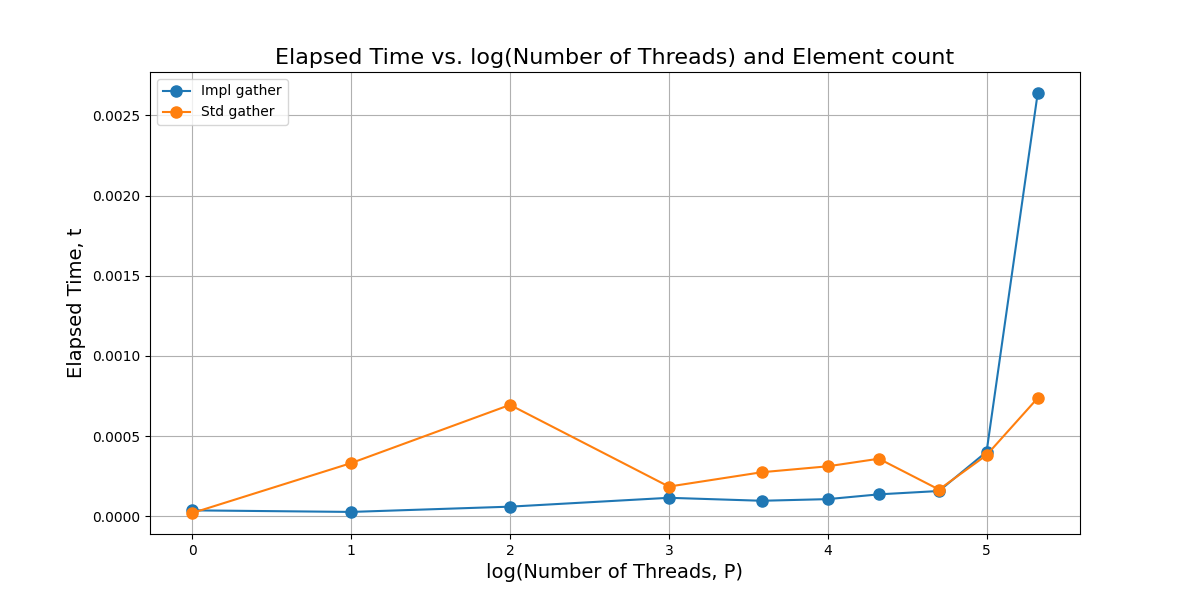 Elapsed Time vs. log(Number of Threads) and Element count
Impl gather
Std gather
Elapsed Time, t
0.0025
0.0020
0.0015
0.0010
0.0005
0.0000
0 1 2 3 4 5
log(Number of Threads, P)